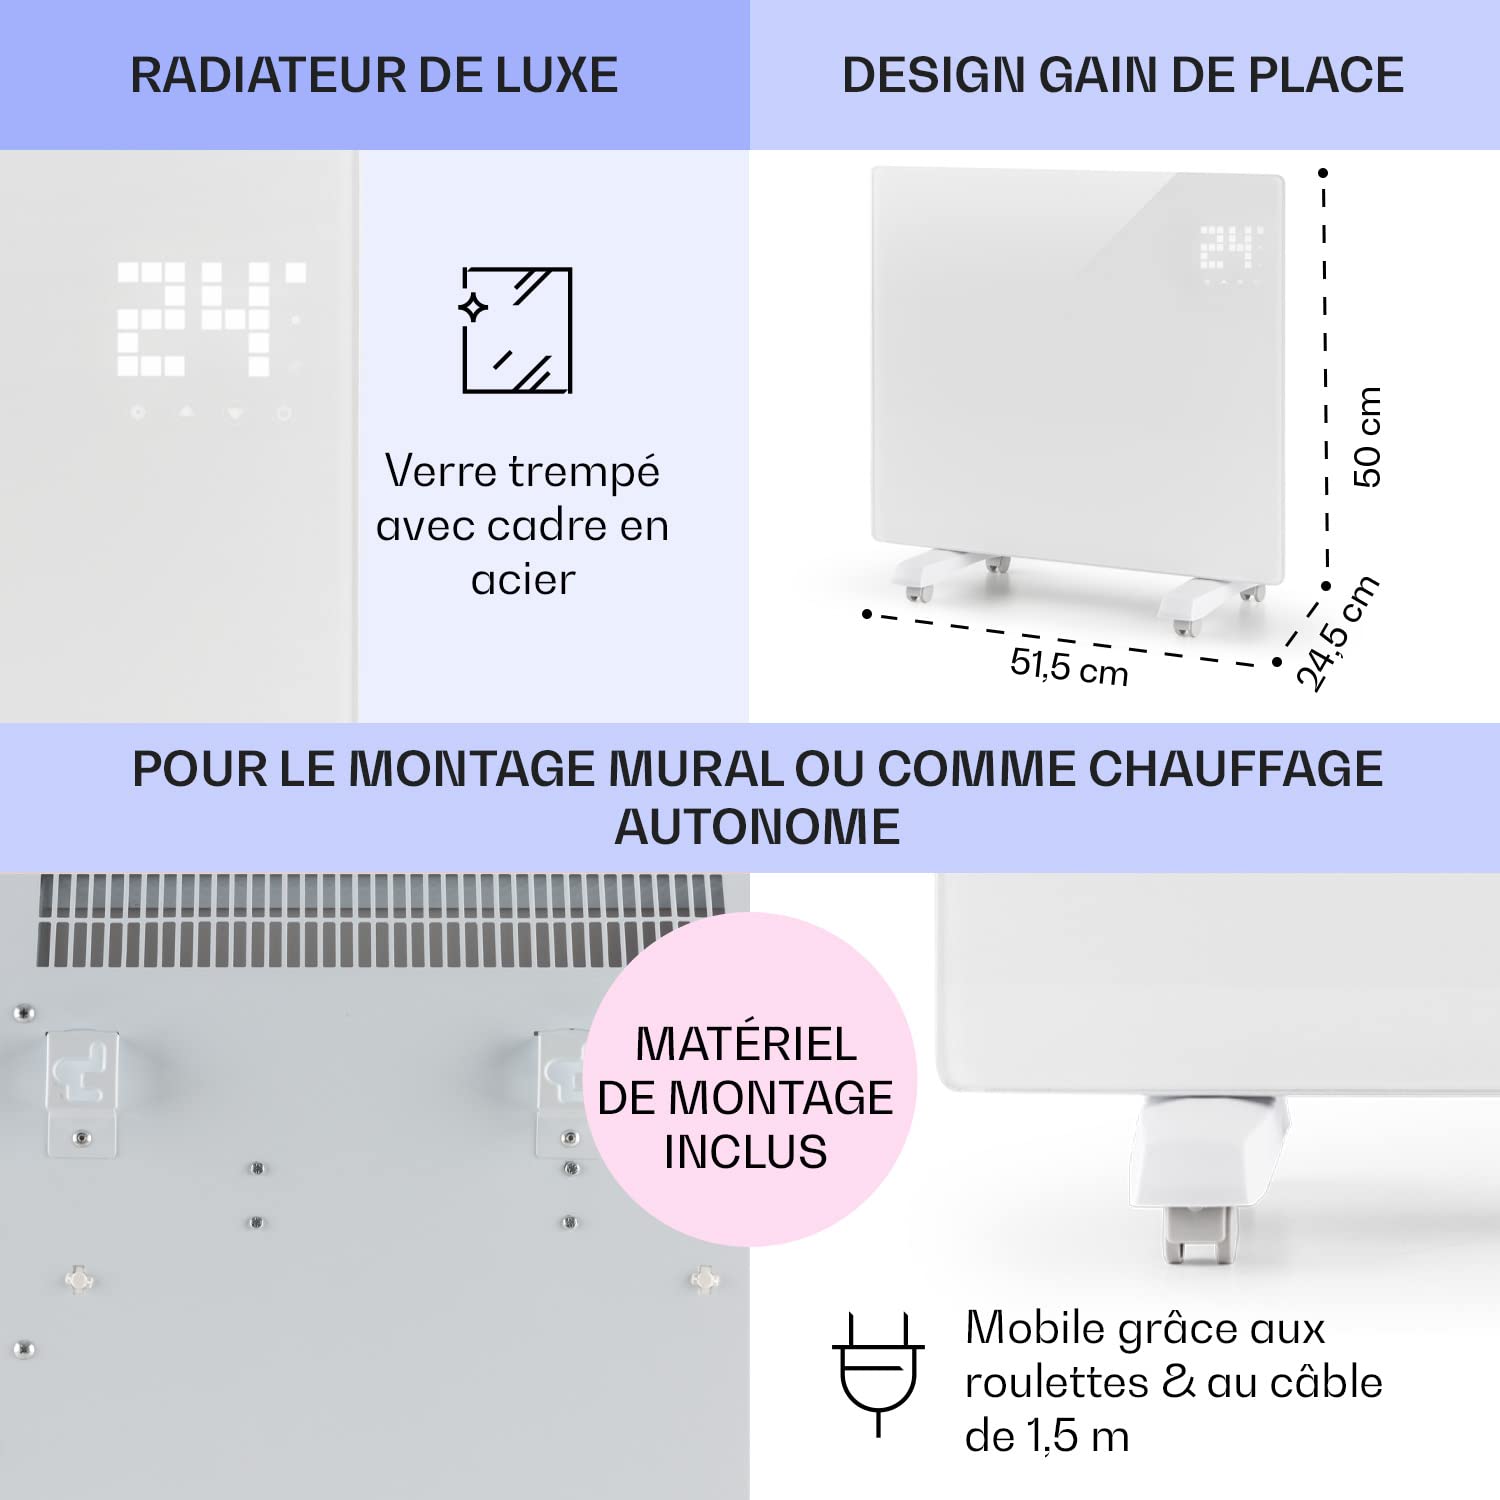 RADIATEUR DE LUXE
DESIGN GAIN DE PLACE
24°
Verre trempé
avec cadre en
acier
24°
50 cm
24,5 cm
51,5 cm
POUR LE MONTAGE MURAL OU COMME CHAUFFAGE
AUTONOME
MATÉRIEL
DE MONTAGE
INCLUS
Mobile grâce aux
roulettes & au câble
de 1,5 m